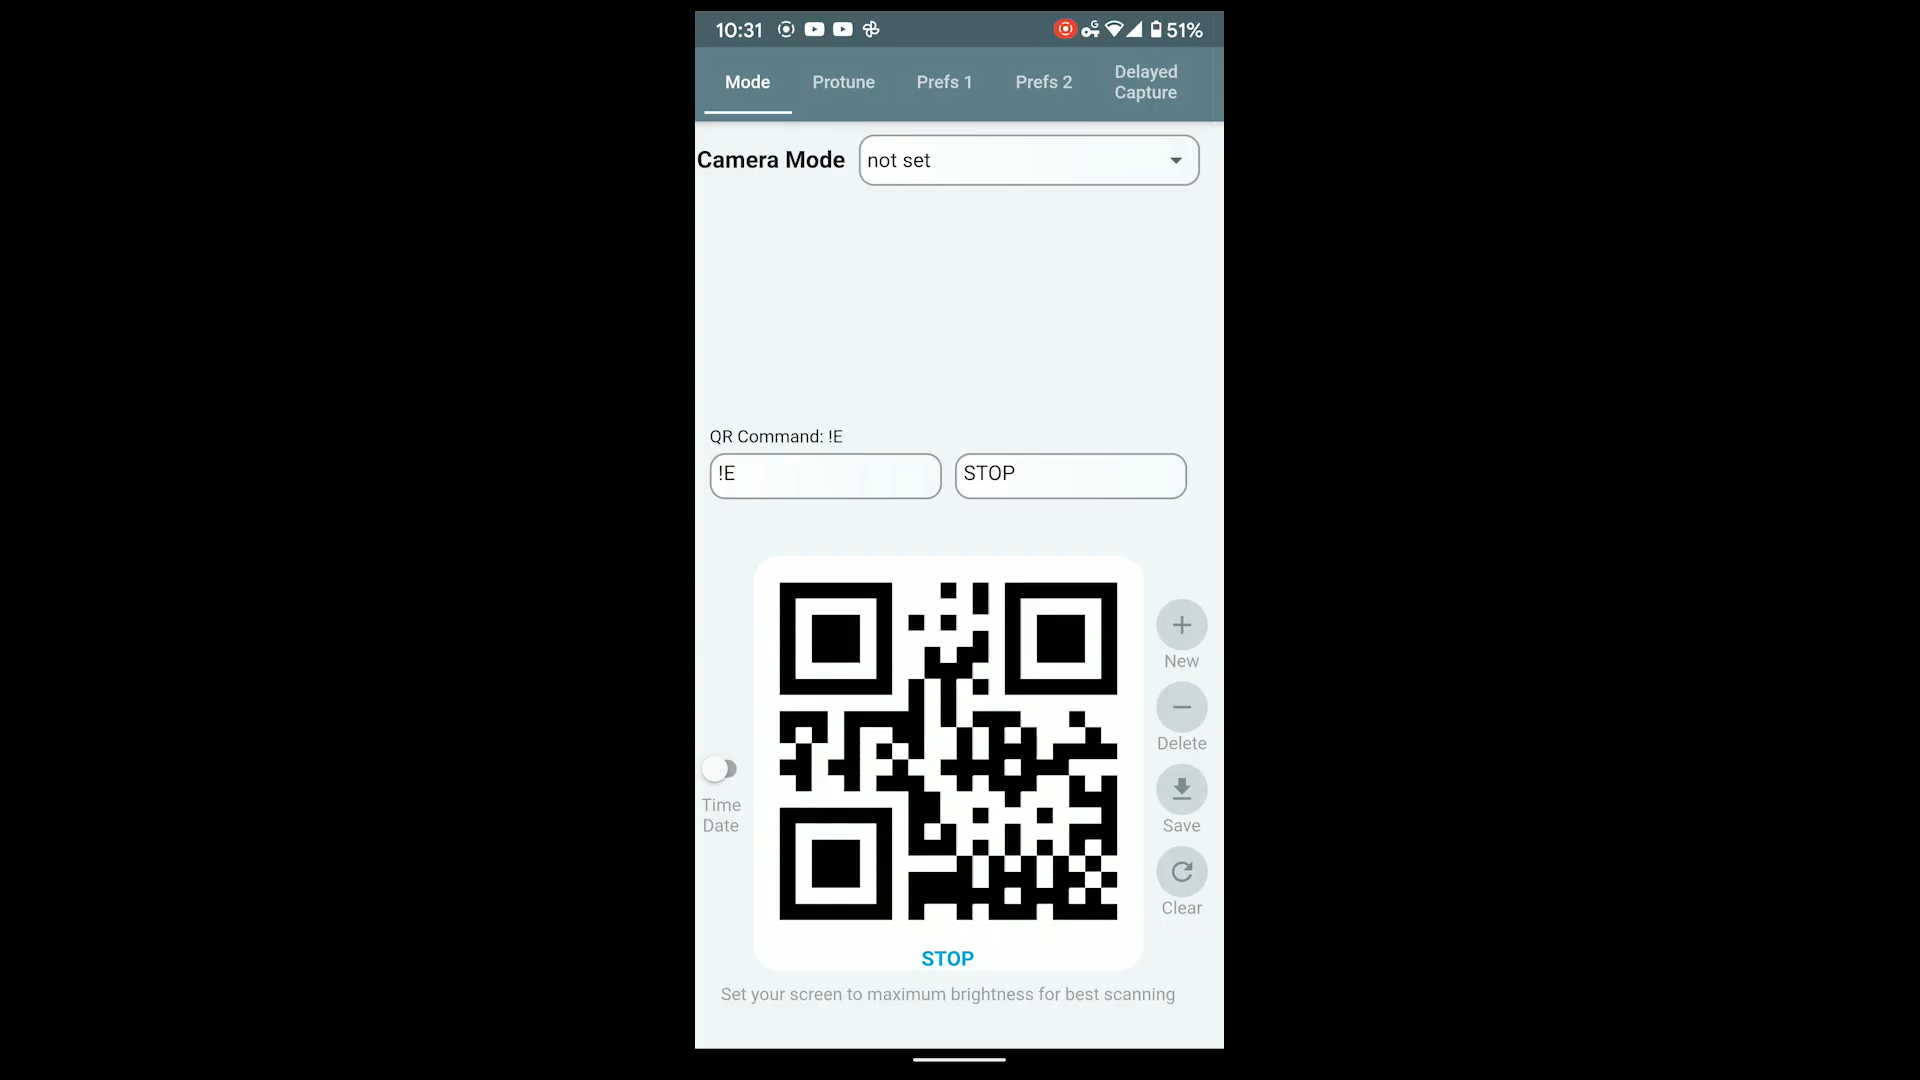 10:31 51%
Mode Protune Prefs 1 Prefs 2 Delayed Capture
Camera Mode not set
QR Command: !E
!E STOP
New
Delete
Time Date
Save
Clear
STOP
Set your screen to maximum brightness for best scanning